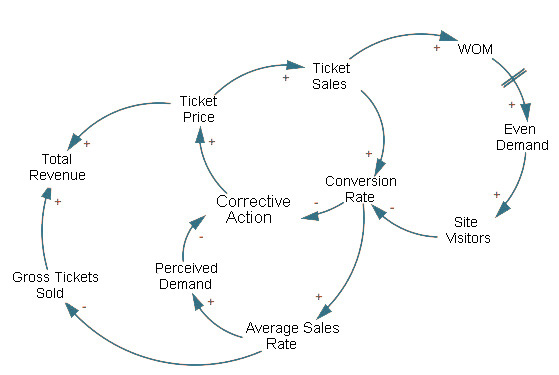 WOM
+
Ticket
Sales
+
+
Even
Demand
Ticket
Price
+
+
Total
Revenue
+
+
Conversion
Rate
+
Corrective
Action
-
-
Site
Visitors
+
-
Perceived
Demand
Gross Tickets
Sold
-
+
+
Average Sales
Rate